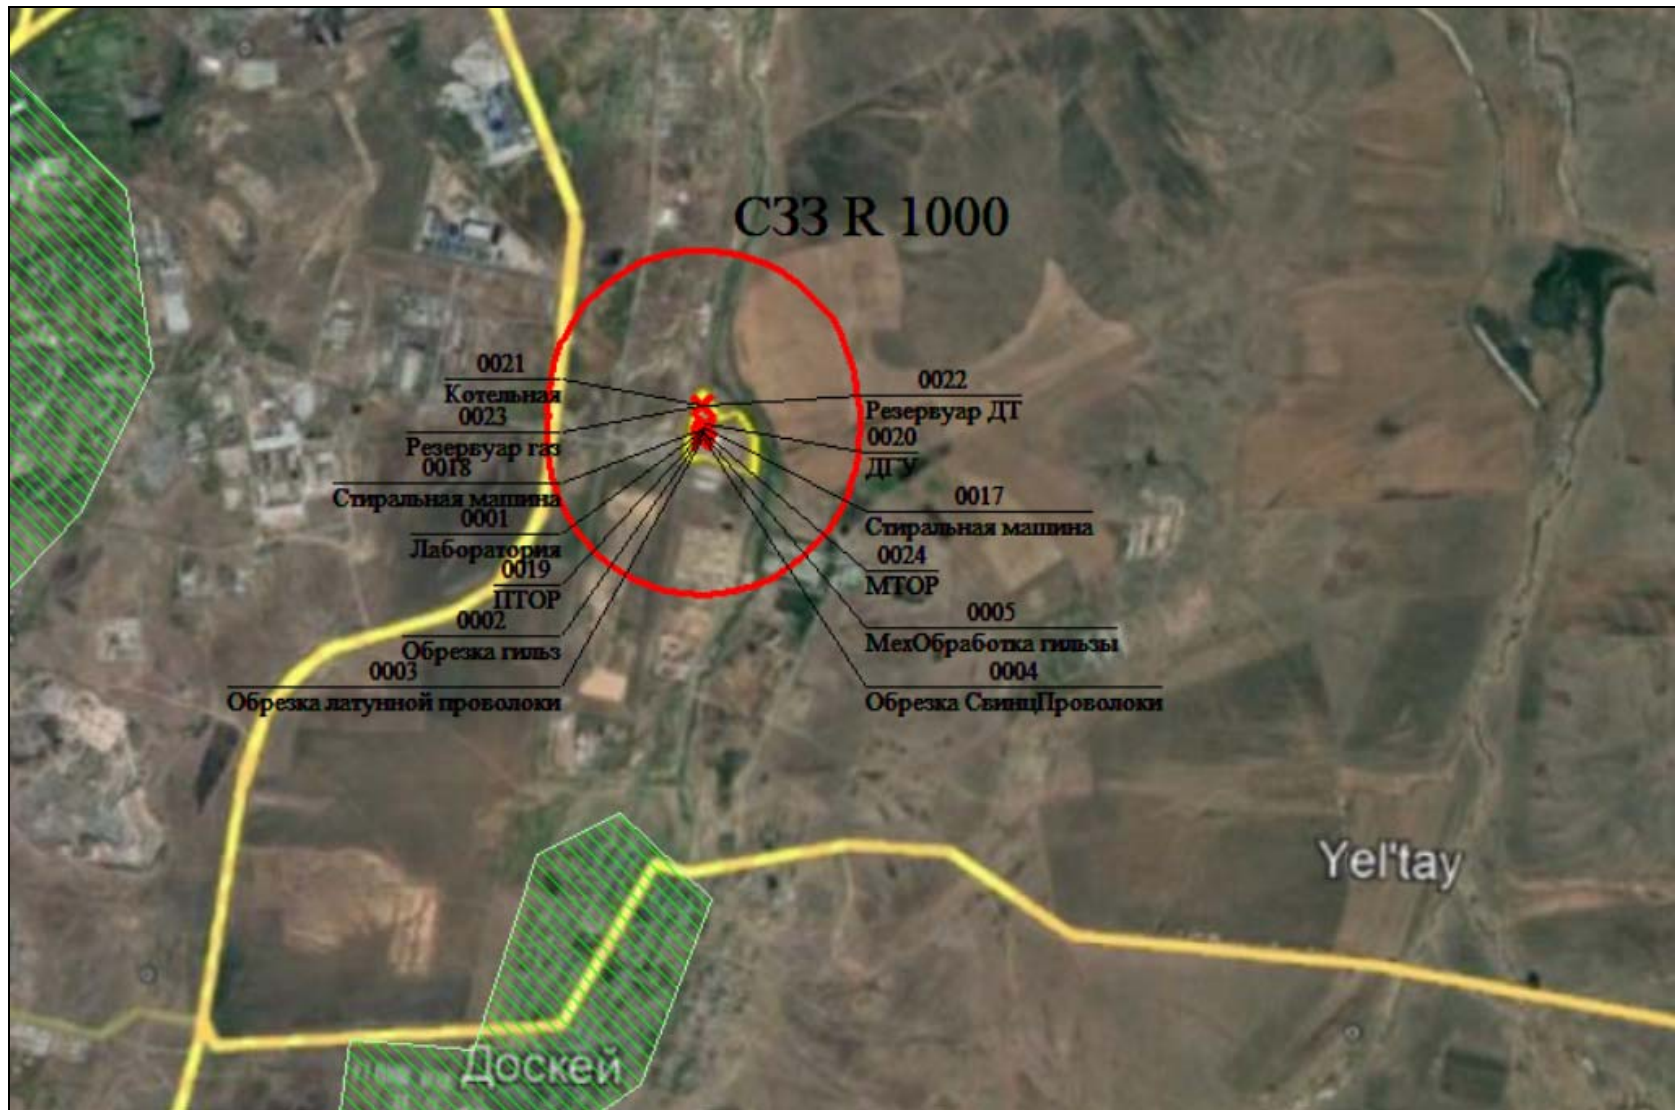 СЗЗ R 1000
0021
Котельная
0023
Резервуар газ
0018
Стиральная машина
0001
Лаборатория
0019
ПТОР
0002
Обрезка гильз
0003
Обрезка латунной проволоки
0022
Резервуар ДТ
0020
ДГУ
0017
Стиральная машина
0024
МТОР
0005
МехОбработка гильзы
0004
Обрезка СвинцПроволоки
Yel'tay
Доскей